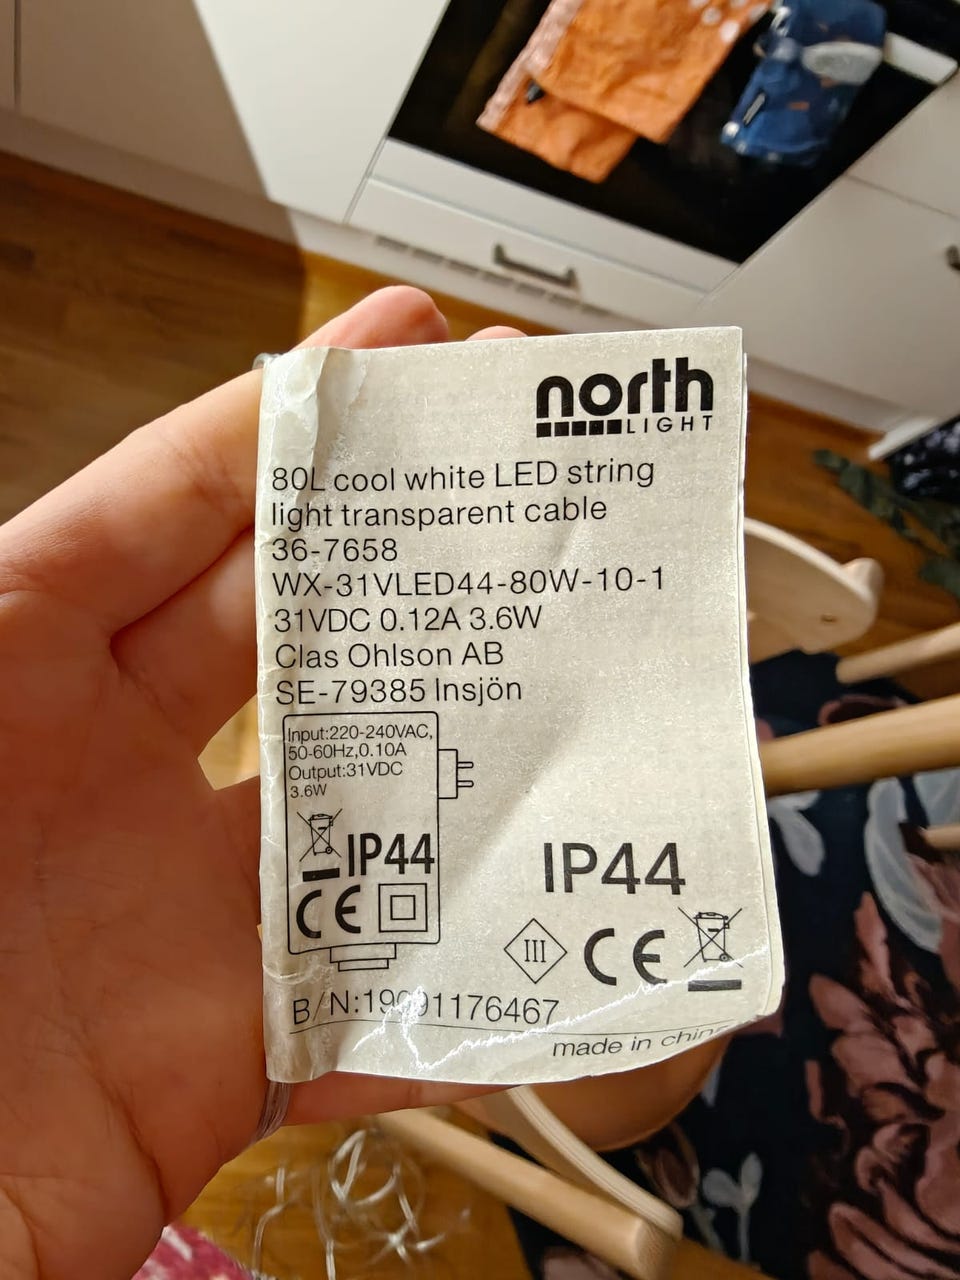 north
LIGHT
80L cool white LED string
light transparent cable
36-7658
WX-31VLED44-80W-10-1
31VDC 0.12A 3.6W
Clas Ohlson AB
SE-79385 Insjön
Input:220-240VAC,
50-60Hz,0.10A
Output:31VDC
3.6W
IP44
CE
IP44
III
CE
B/N:19091176467
made in china